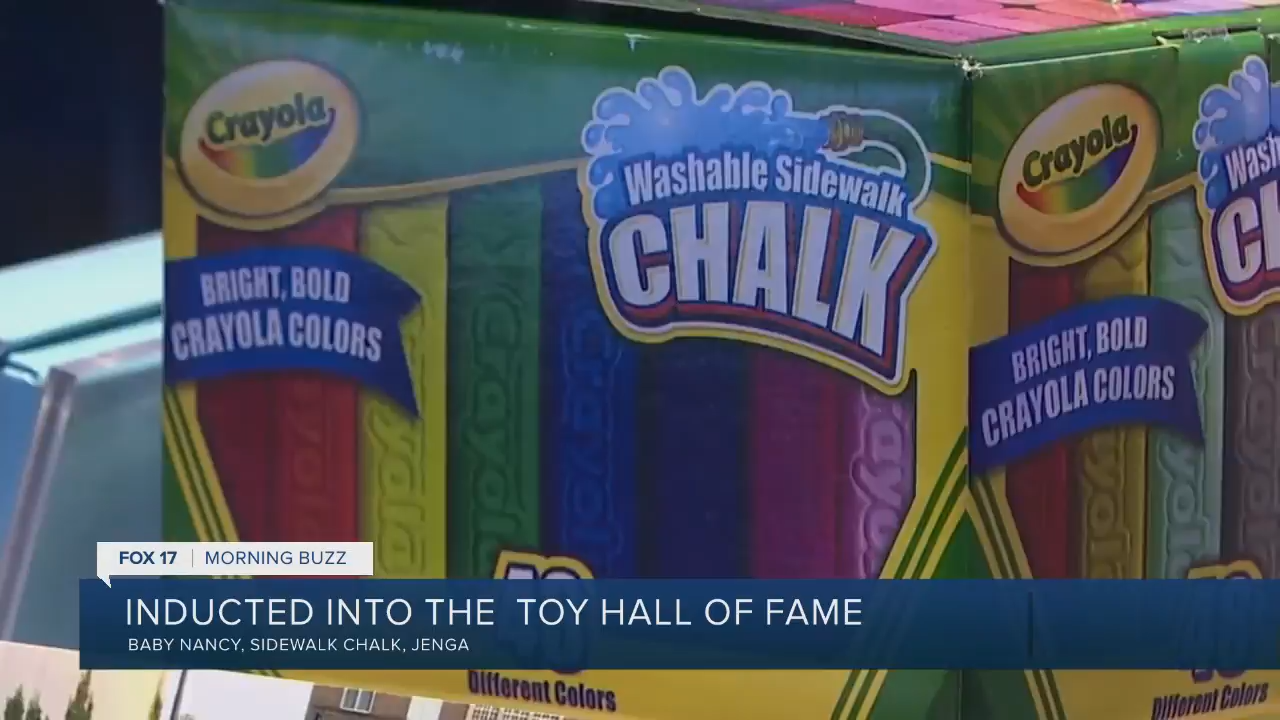 Crayola
Washable Sidewalk
CHALK
BRIGHT, BOLD
CRAYOLA COLORS
Crayola
Crayola
Crayola
Different Colors
Crayola
BRIGHT, BOLD
CRAYOLA COLORS
Different Colors
FOX 17 | MORNING BUZZ
INDUCTED INTO THE TOY HALL OF FAME
BABY NANCY, SIDEWALK CHALK, JENGA